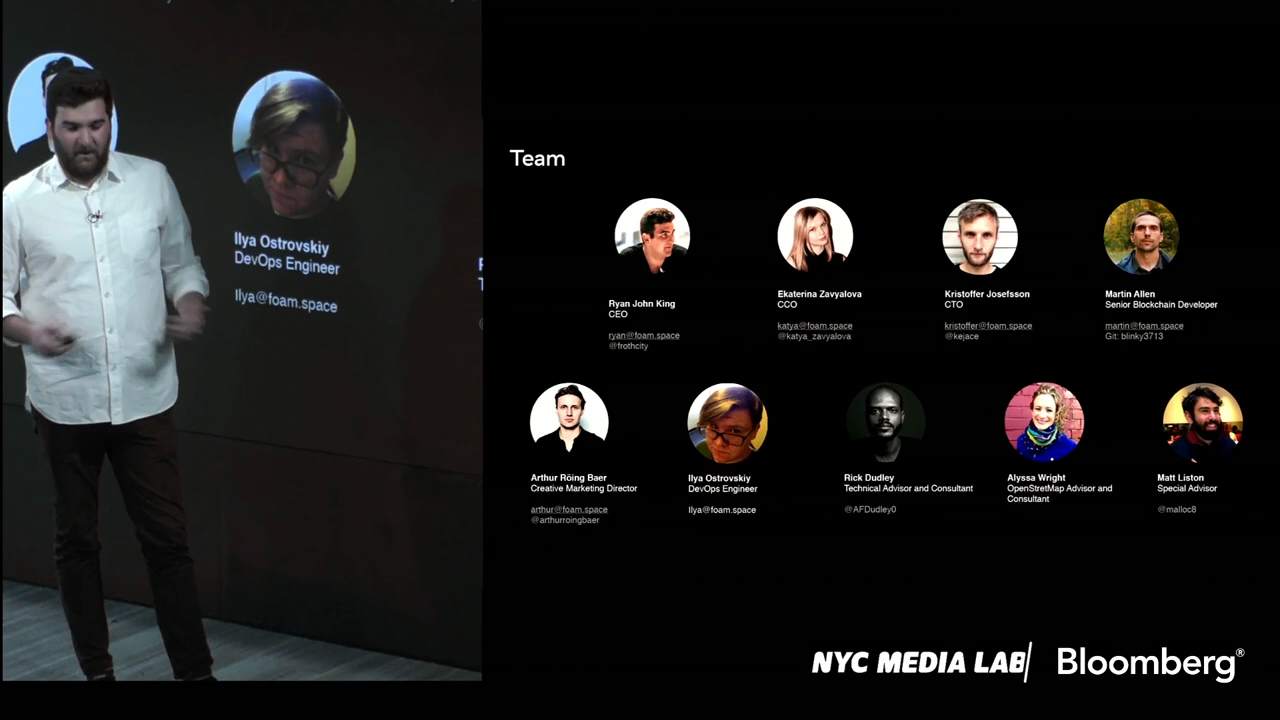 Ilya Ostrovskiy
DevOps Engineer
Ilya@foam.space
Team
Ryan John King
CEO
ryan@foam.space
@frothcity
Ekaterina Zavyalova
CCO
katya@foam.space
@katya_zavyalova
Kristoffer Josefsson
CTO
kristoffer@foam.space
@kejace
Martin Allen
Senior Blockchain Developer
martin@foam.space
Git: blinky3713
Arthur Röing Baer
Creative Marketing Director
arthur@foam.space
@arthurroingbaer
Ilya Ostrovskiy
DevOps Engineer
Ilya@foam.space
Rick Dudley
Technical Advisor and Consultant
@AFDudley0
Alyssa Wright
OpenStretMap Advisor and
Consultant
Matt Liston
Special Advisor
@malloc8
NYC MEDIA LAB
Bloomberg®